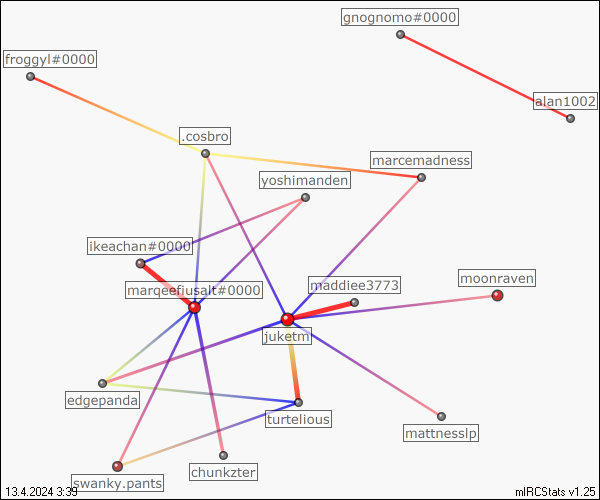 gnognomo#0000
froggyl#0000
alan1002
.cosbro
marcemadness
yoshimanden
ikeachan#0000
moonraven
maddiee3773
marqeefiusalt#0000
juketm
edgepanda
turtelious
mattnesslp
chunkzter
swanky.pants
13.4.2024 3:39
mIRCStats v1.25